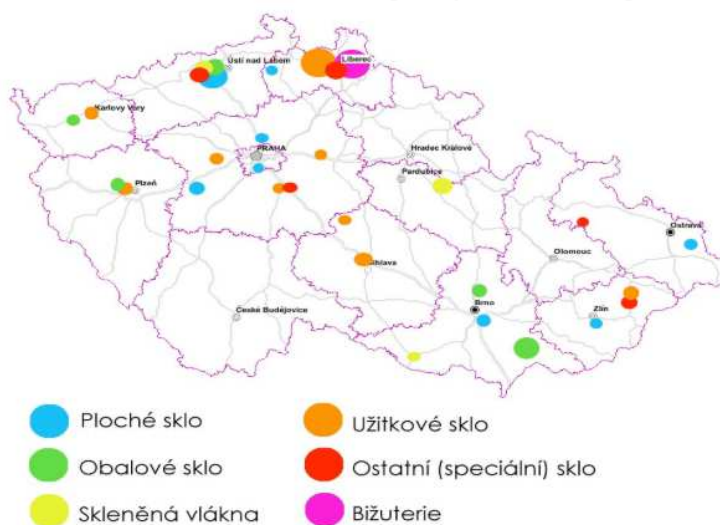 Ústí nad Labem
Liberec
Karlovy Vary
PRAHA
Hradec Králové
Pardubice
Plzeň
Ostrava
Olomouc
Jihlava
České Budějovice
Brno
Zlín
Ploché sklo
Užitkové sklo
Obalové sklo
Ostatní (speciální) sklo
Skleněná vlákna
Bižuterie